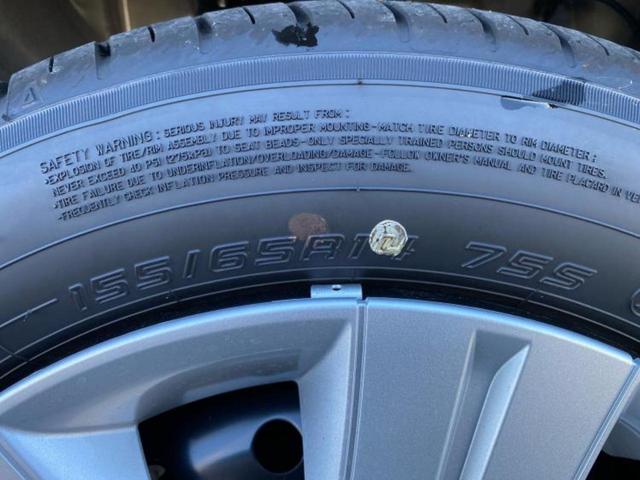 SAFETY WARNING: SERIOUS INJURY MAY RESULT FROM:
•EXPLOSION OF TIRE/RIM ASSEMBLY DUE TO IMPROPER MOUNTING-MATCH TIRE DIAMETER TO RIM DIAMETER;
NEVER EXCEED 40 PSI (275KPa) TO SEAT BEADS-ONLY SPECIALLY TRAINED PERSONS SHOULD MOUNT TIRES.
•TIRE FAILURE DUE TO UNDERINFLATION/OVERLOADING/DAMAGE-FOLLOW OWNER'S MANUAL AND TIRE PLACARD IN
-FREQUENTLY CHECK INFLATION PRESSURE AND INSPECT FOR DAMAGE.
155/65R14 75S